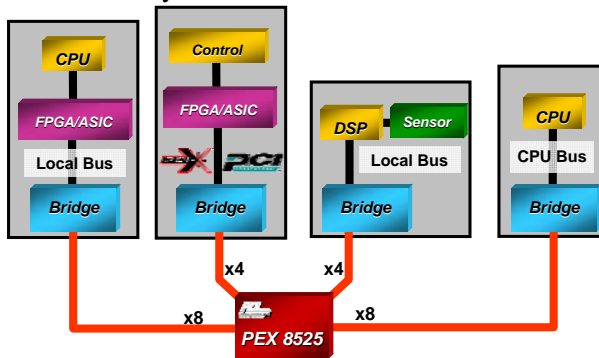 CPU
FPGA/ASIC
Local Bus
Bridge
Control
FPGA/ASIC
PCI
Bridge
DSP
Sensor
Local Bus
Bridge
CPU
CPU Bus
Bridge
x4
x4
x8
x8
PEX 8525